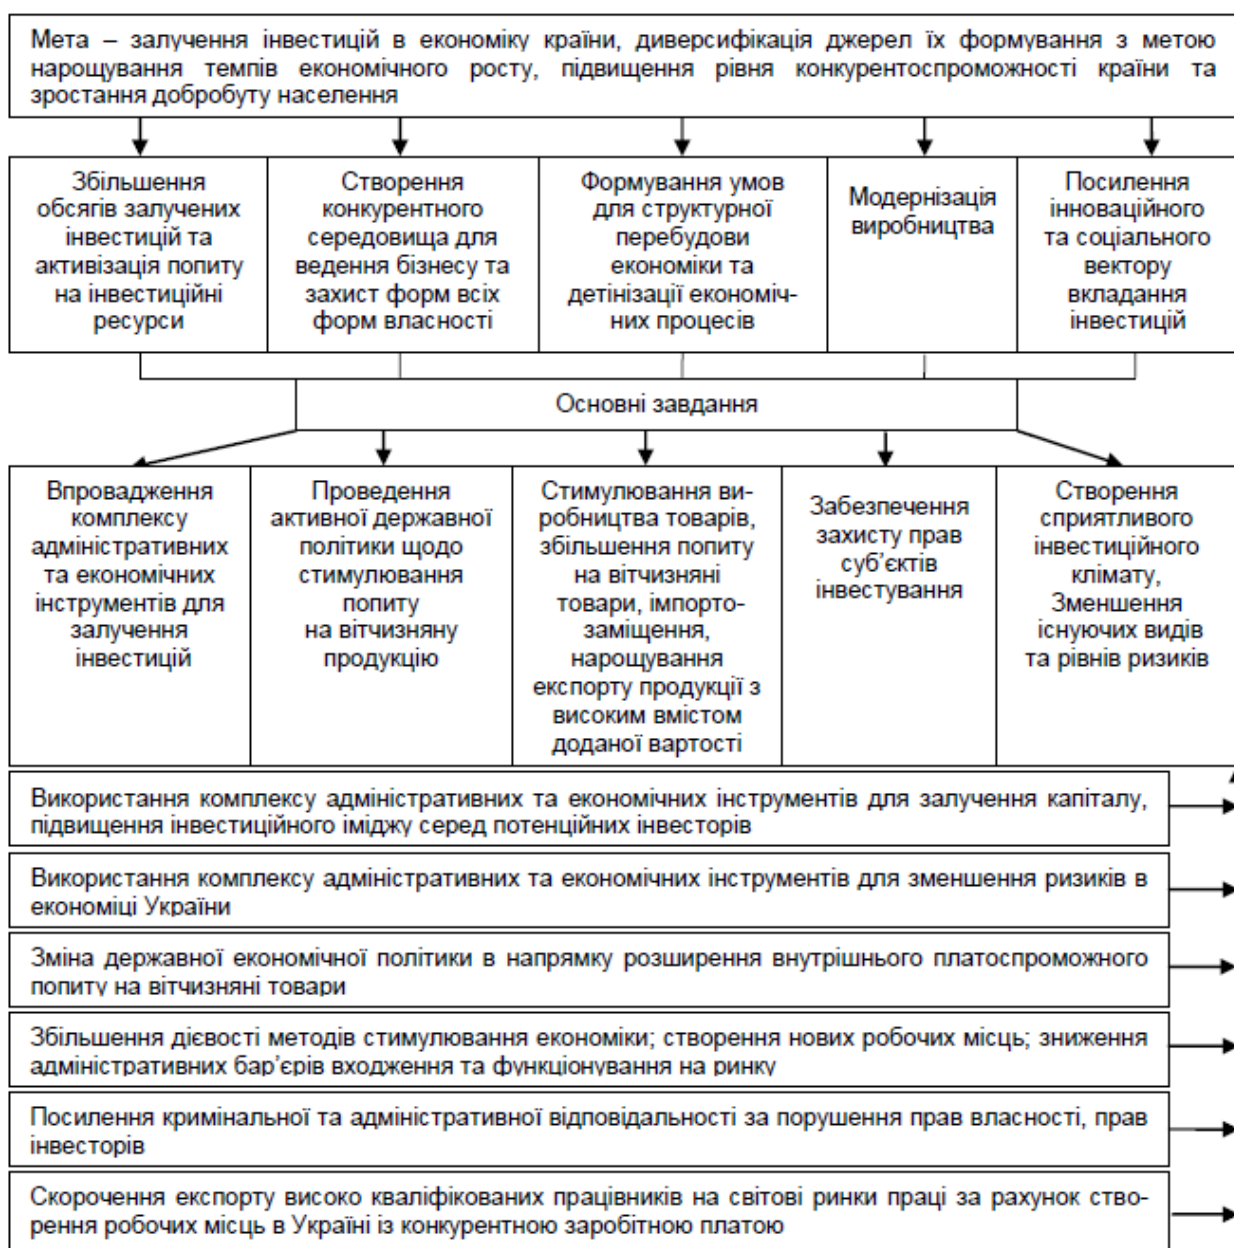 Мета – залучення інвестицій в економіку країни, диверсифікація джерел їх формування з метою
нарощування темпів економічного росту, підвищення рівня конкурентоспроможності країни та
зростання добробуту населення
Збільшення
обсягів залучених
інвестицій та
активізація попиту
на інвестиційні
ресурси
Створення
конкурентного
середовища для
ведення бізнесу та
захист форм всіх
форм власності
Формування умов
для структурної
перебудови
економіки та
детінізації економіч-
них процесів
Модернізація
виробництва
Посилення
інноваційного
та соціального
вектору
вкладання
інвестицій
Основні завдання
Впровадження
комплексу
адміністративних
та економічних
інструментів для
залучення
інвестицій
Проведення
активної державної
політики щодо
стимулювання
попиту
на вітчизняну
продукцію
Стимулювання ви-
робництва товарів,
збільшення попиту
на вітчизняні
товари, імпорто-
заміщення,
нарощування
експорту продукції з
високим вмістом
доданої вартості
Забезпечення
захисту прав
суб’єктів
інвестування
Створення
сприятливого
інвестиційного
клімату,
Зменшення
існуючих видів
та рівнів ризиків
Використання комплексу адміністративних та економічних інструментів для залучення капіталу,
підвищення інвестиційного іміджу серед потенційних інвесторів
Використання комплексу адміністративних та економічних інструментів для зменшення ризиків в
економіці України
Зміна державної економічної політики в напрямку розширення внутрішнього платоспроможного
попиту на вітчизняні товари
Збільшення дієвості методів стимулювання економіки; створення нових робочих місць; зниження
адміністративних бар’єрів входження та функціонування на ринку
Посилення кримінальної та адміністративної відповідальності за порушення прав власності, прав
інвесторів
Скорочення експорту високо кваліфікованих працівників на світові ринки праці за рахунок ство-
рення робочих місць в Україні із конкурентною заробітною платою